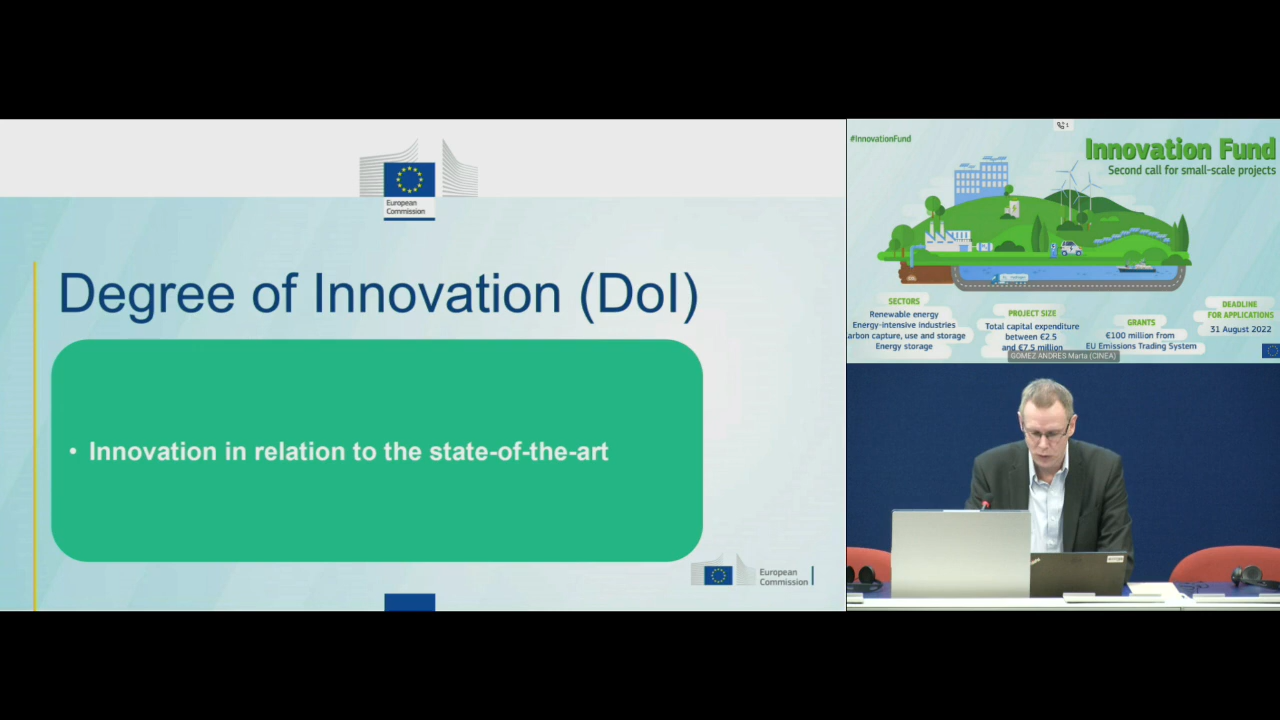 European
Commission
Degree of Innovation (DoI)
• Innovation in relation to the state-of-the-art
European
Commission
#InnovationFund
Innovation Fund
Second call for small-scale projects
SECTORS
Renewable energy
Energy-intensive industries
arbon capture, use and storage
Energy storage
PROJECT SIZE
Total capital expenditure
between €2.5
and €7.5 million
GRANTS
€100 million from
EU Emissions Trading System
DEADLINE
FOR APPLICATIONS
31 August 2022
GOMEZ ANDRES Marta (CINEA)